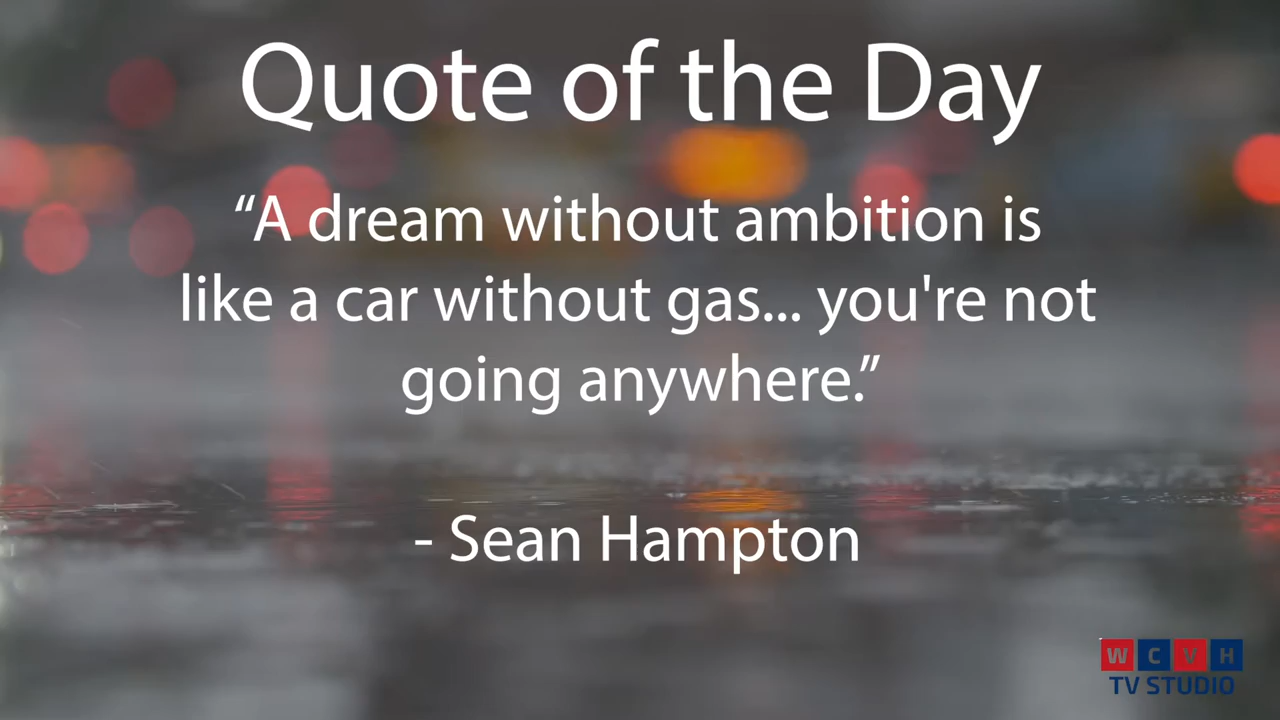 Quote of the Day
“A dream without ambition is
like a car without gas... you're not
going anywhere.”
- Sean Hampton
W C V H
TV STUDIO